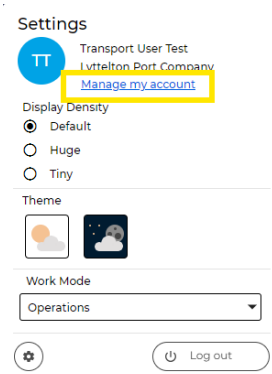 Settings
TT
Transport User Test
Lyttelton Port Company
Manage my account
Display Density
Default
Huge
Tiny
Theme
Work Mode
Operations
Log out